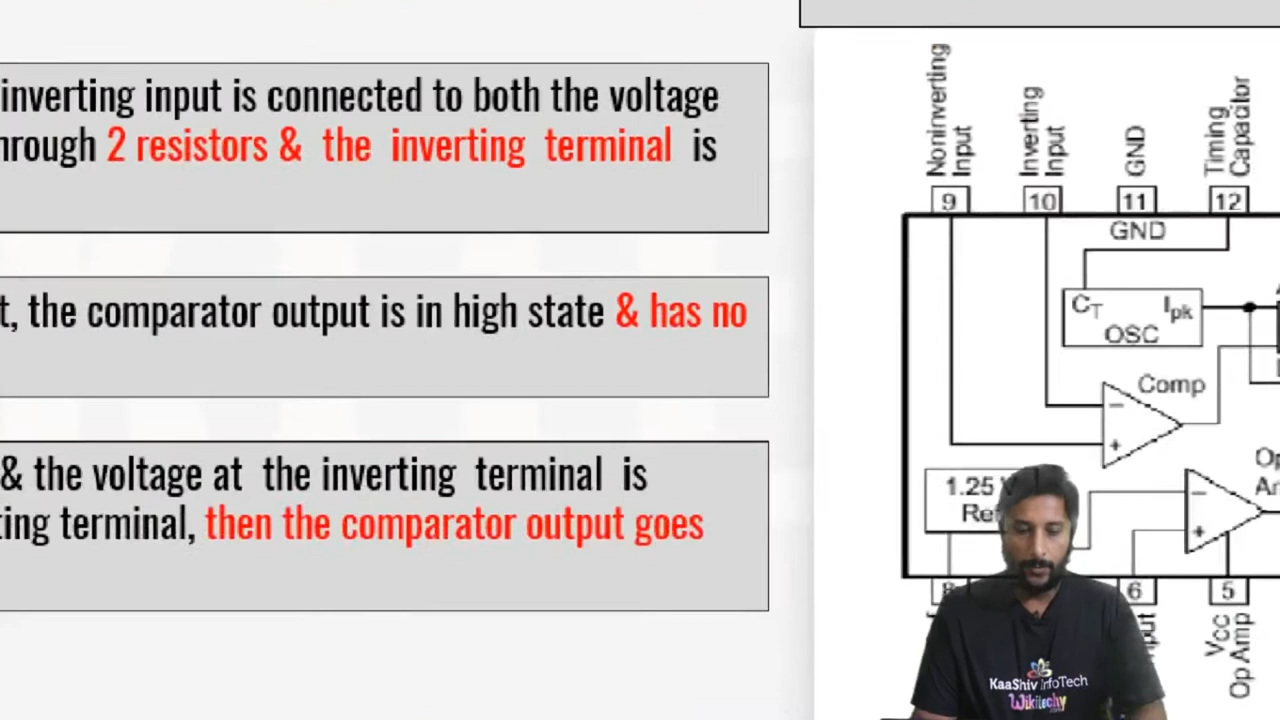 inverting input is connected to both the voltage
2 resistors & the inverting terminal is
the comparator output is in high state & has no
& the voltage at the inverting terminal is
terminal, then the comparator output goes
Noninverting
Input
Inverting
Input
GND
Timing
Capacitor
9
10
11
12
GND
CT
Ipk
OSC
Comp
1.25
Op
6
5
Vcc
Op Amp
KaaShiv InfoTech
Wikitechy